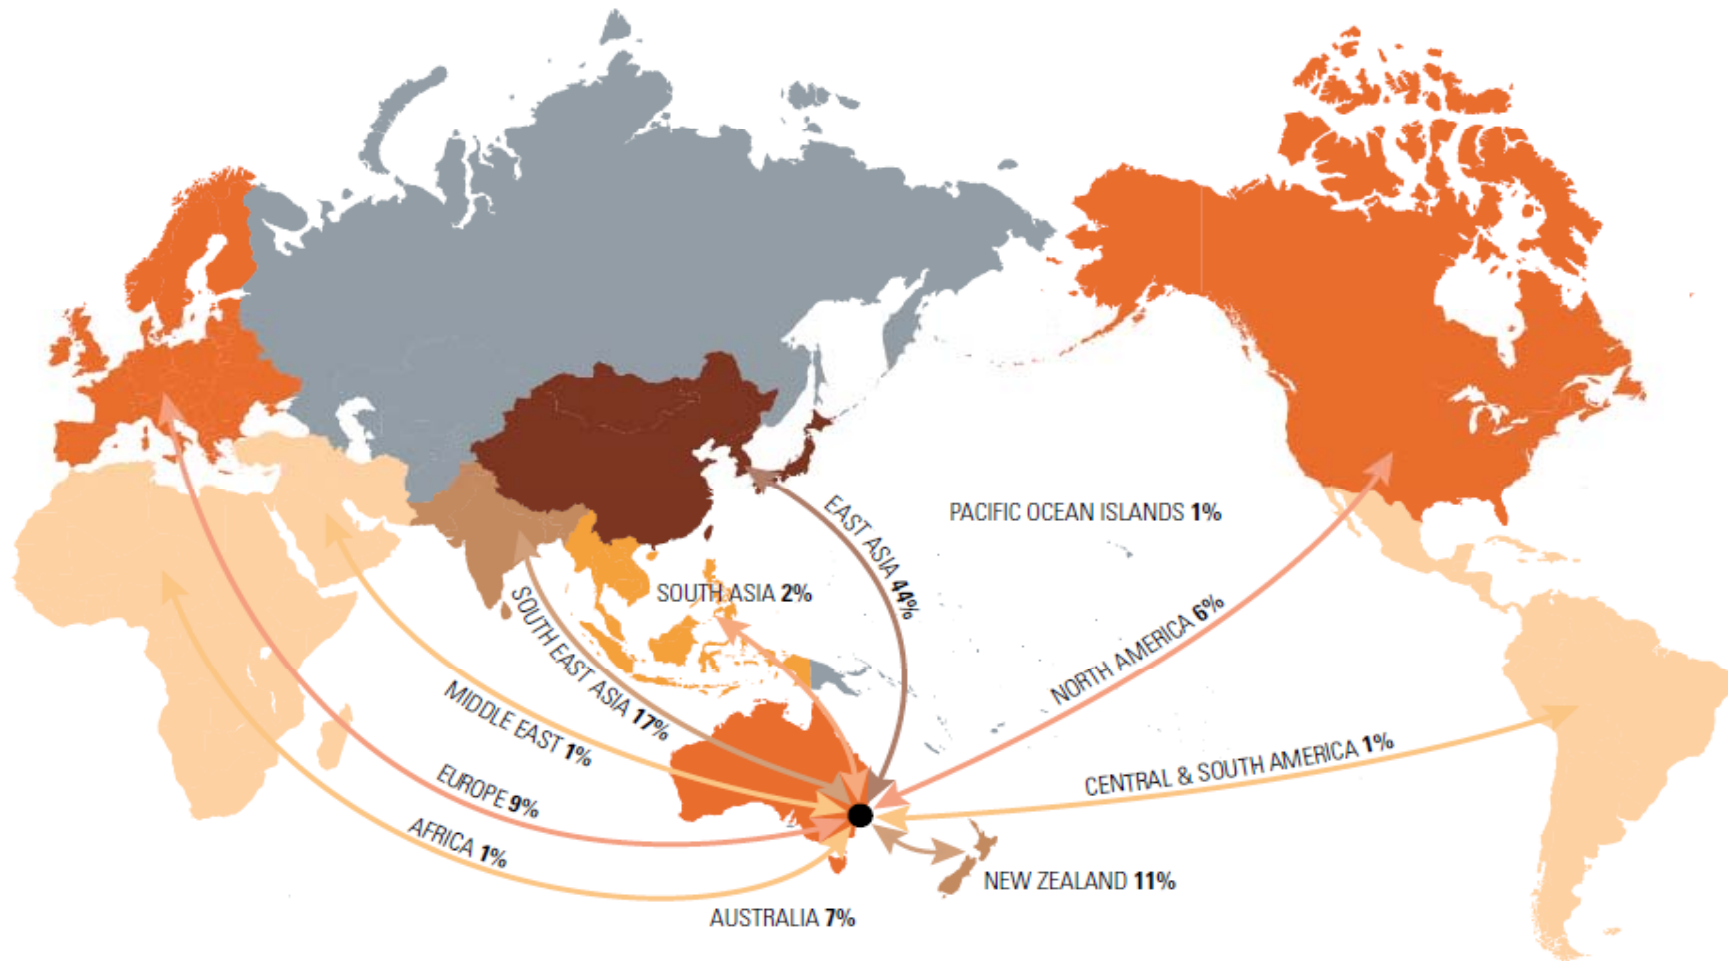 EAST ASIA 44%
PACIFIC OCEAN ISLANDS 1%
SOUTH ASIA 2%
SOUTH EAST ASIA 17%
NORTH AMERICA 6%
MIDDLE EAST 1%
CENTRAL & SOUTH AMERICA 1%
EUROPE 9%
AFRICA 1%
NEW ZEALAND 11%
AUSTRALIA 7%